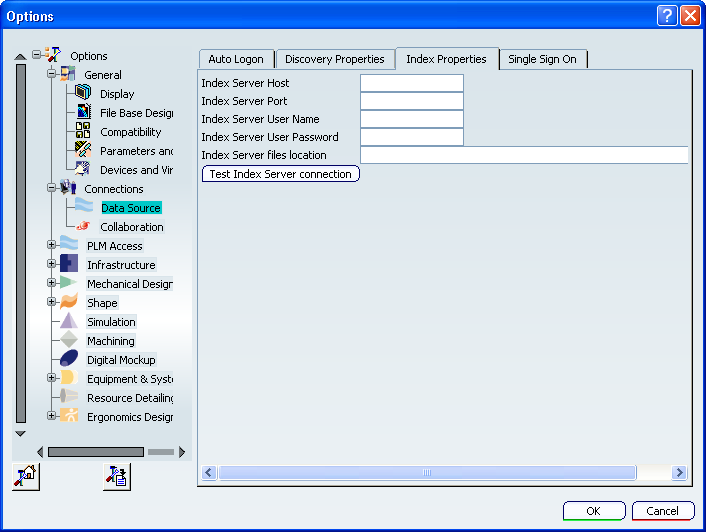 Options
Options
General
Display
File Base Desig
Compatibility
Parameters and
Devices and Vir
Connections
Data Source
Collaboration
PLM Access
Infrastructure
Mechanical Design
Shape
Simulation
Machining
Digital Mockup
Equipment & Syste
Resource Detailing
Ergonomics Design
Auto Logon
Discovery Properties
Index Properties
Single Sign On
Index Server Host
Index Server Port
Index Server User Name
Index Server User Password
Index Server files location
Test Index Server connection
OK
Cancel